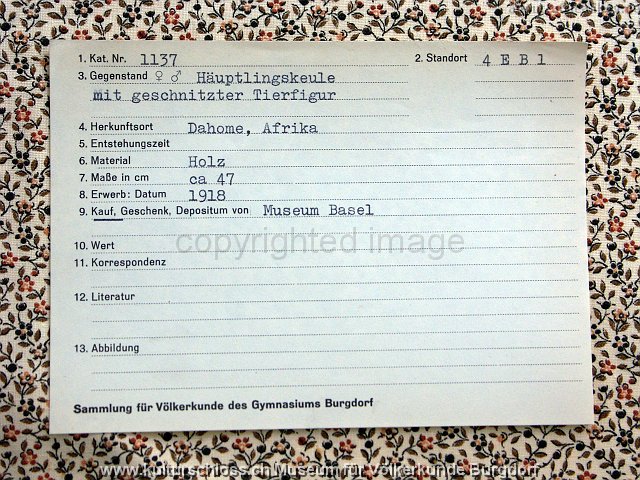 1. Kat. Nr. 1137 2. Standort 4 E B 1
3. Gegenstand ♀ ♂ Häuptlingskeule
mit geschnitzter Tierfigur
4. Herkunftsort Dahome, Afrika
5. Entstehungszeit
6. Material Holz
7. Maße in cm ca 47
8. Erwerb: Datum 1918
9. Kauf, Geschenk, Depositum von Museum Basel
copyrighted image
10. Wert
11. Korrespondenz
12. Literatur
13. Abbildung
Sammlung für Völkerkunde des Gymnasiums Burgdorf
www.kulturschloss.ch Museum für Völkerkunde Burgdorf